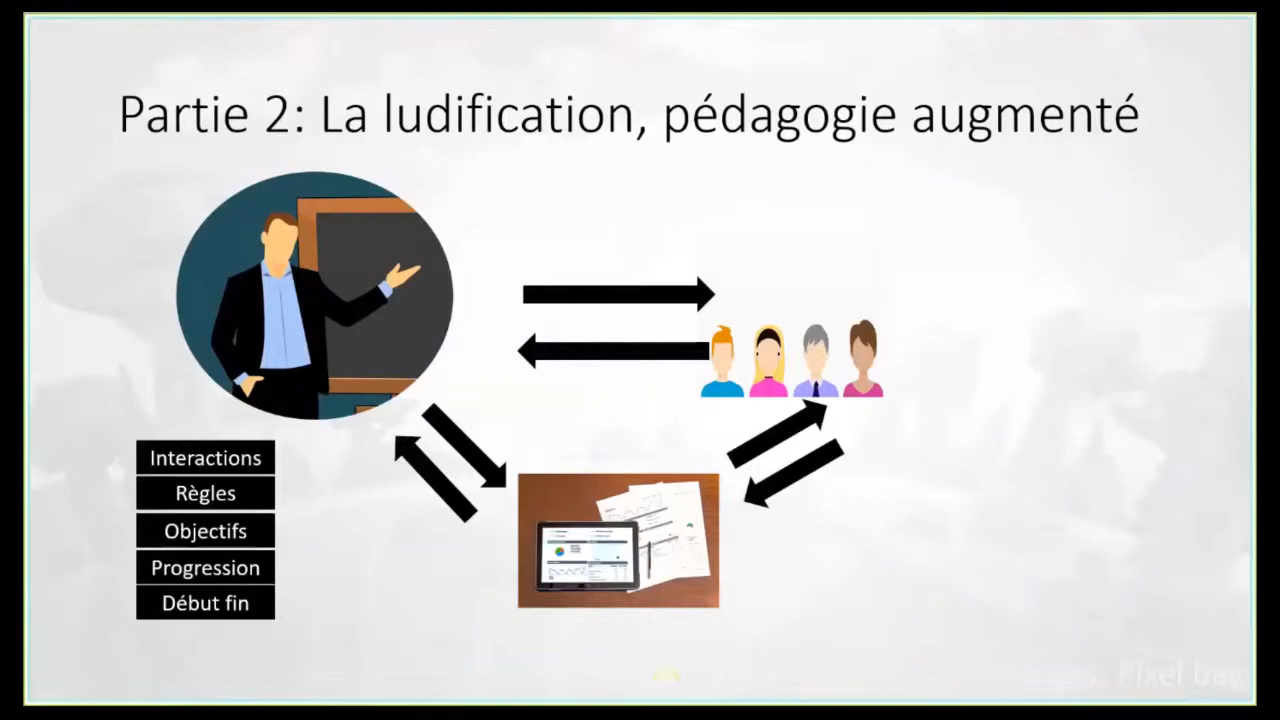 Partie 2: La ludification, pédagogie augmenté
Interactions
Règles
Objectifs
Progression
Début fin